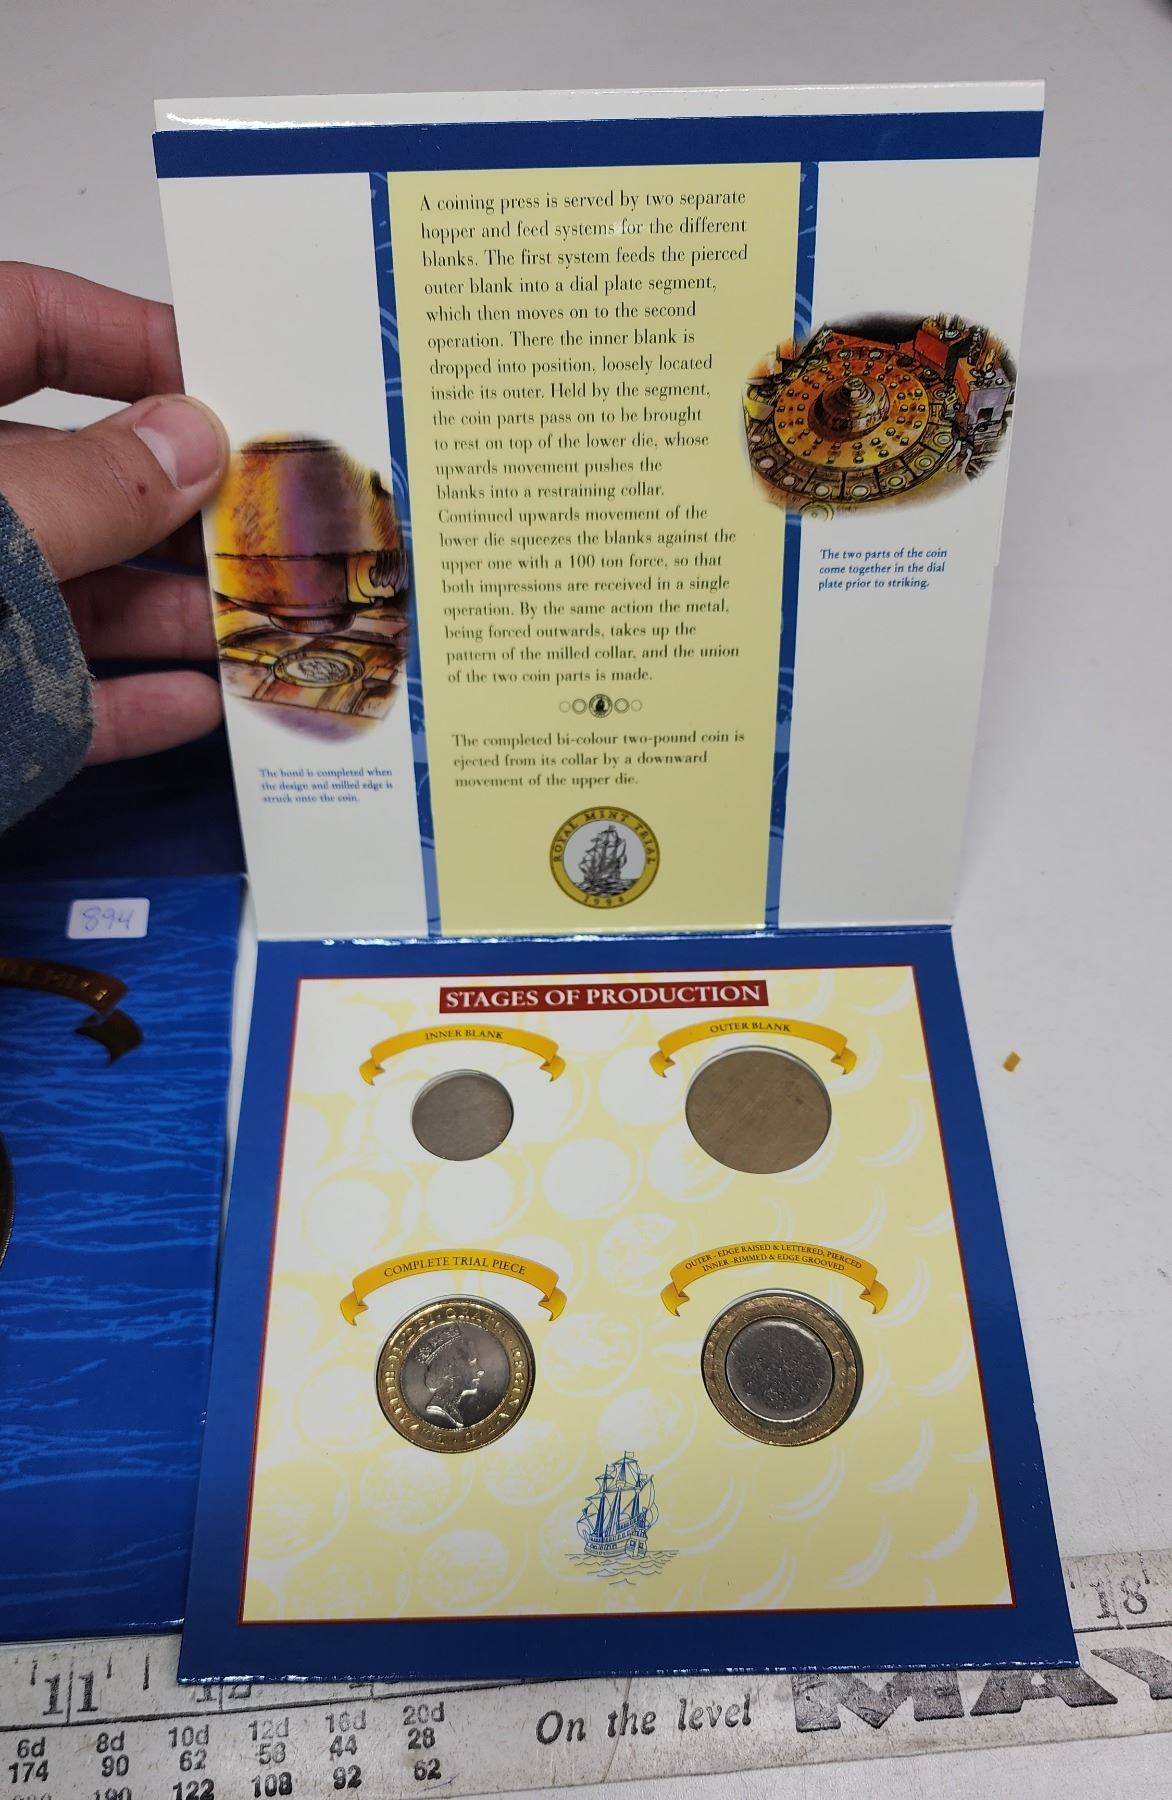 A coining press is served by two separate
hopper and feed systems for the different
blanks. The first system feeds the pierced
outer blank into a dial plate segment,
which then moves on to the second
operation. There the inner blank is
dropped into position, loosely located
inside its outer. Held by the segment,
the coin parts pass on to be brought
to rest on top of the lower die, whose
upwards movement pushes the
blanks into a restraining collar.
Continued upwards movement of the
lower die squeezes the blanks against the
upper one with a 100 ton force, so that
both impressions are received in a single
operation. By the same action the metal,
being forced outwards, takes up the
pattern of the milled collar, and the union
of the two coin parts is made.
The completed bi-colour two-pound coin is
ejected from its collar by a downward
movement of the upper die.
ROYAL MINT TRIAL
1994
The two parts of the coin
come together in the dial
plate prior to striking.
The bond is completed when
the design and milled edge is
struck onto the coin.
894
STAGES OF PRODUCTION
INNER BLANK
OUTER BLANK
COMPLETE TRIAL PIECE
OUTER - EDGE RAISED & LETTERED, PIERCED
INNER - RIMMED & EDGE GROOVED
11
18
On the level
6d 8d 10d 12d 16d 20d
174 90 62 53 44 28
190 122 108 92 62